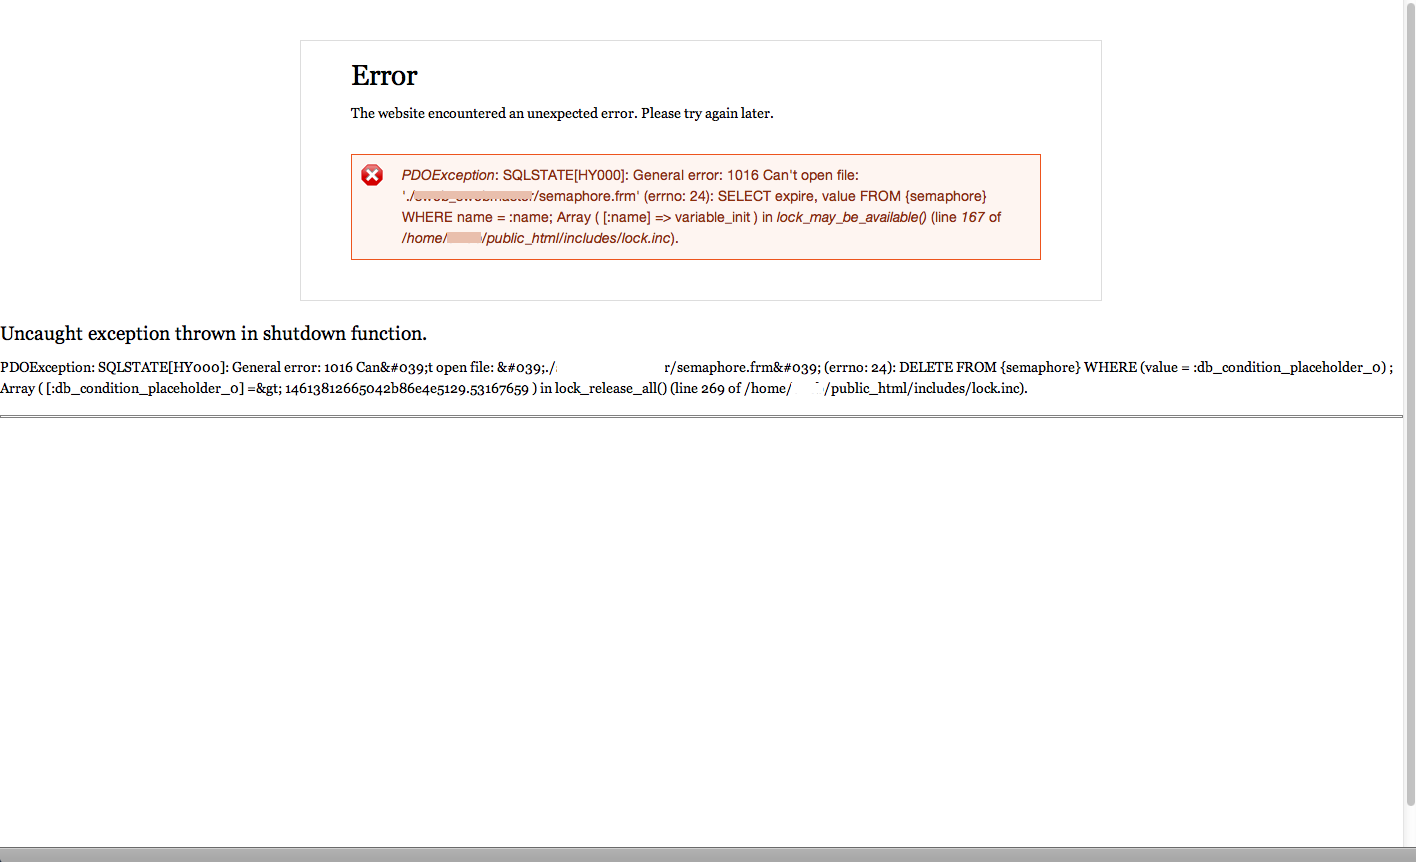 Error
The website encountered an unexpected error. Please try again later.
PDOException: SQLSTATE[HY000]: General error: 1016 Can't open file:
'./ /semaphore.frm' (errno: 24): SELECT expire, value FROM {semaphore}
WHERE name = :name; Array ( [:name] => variable_init ) in lock_may_be_available() (line 167 of
/home/ /public_html/includes/lock.inc).
Uncaught exception thrown in shutdown function.
PDOException: SQLSTATE[HY000]: General error: 1016 Can&#039;t open file: &#039;./ r/semaphore.frm&#039; (errno: 24): DELETE FROM {semaphore} WHERE (value = :db_condition_placeholder_0) ;
Array ( [:db_condition_placeholder_0] =&gt; 14613812665042b86e4e5129.53167659 ) in lock_release_all() (line 269 of /home/ /public_html/includes/lock.inc).